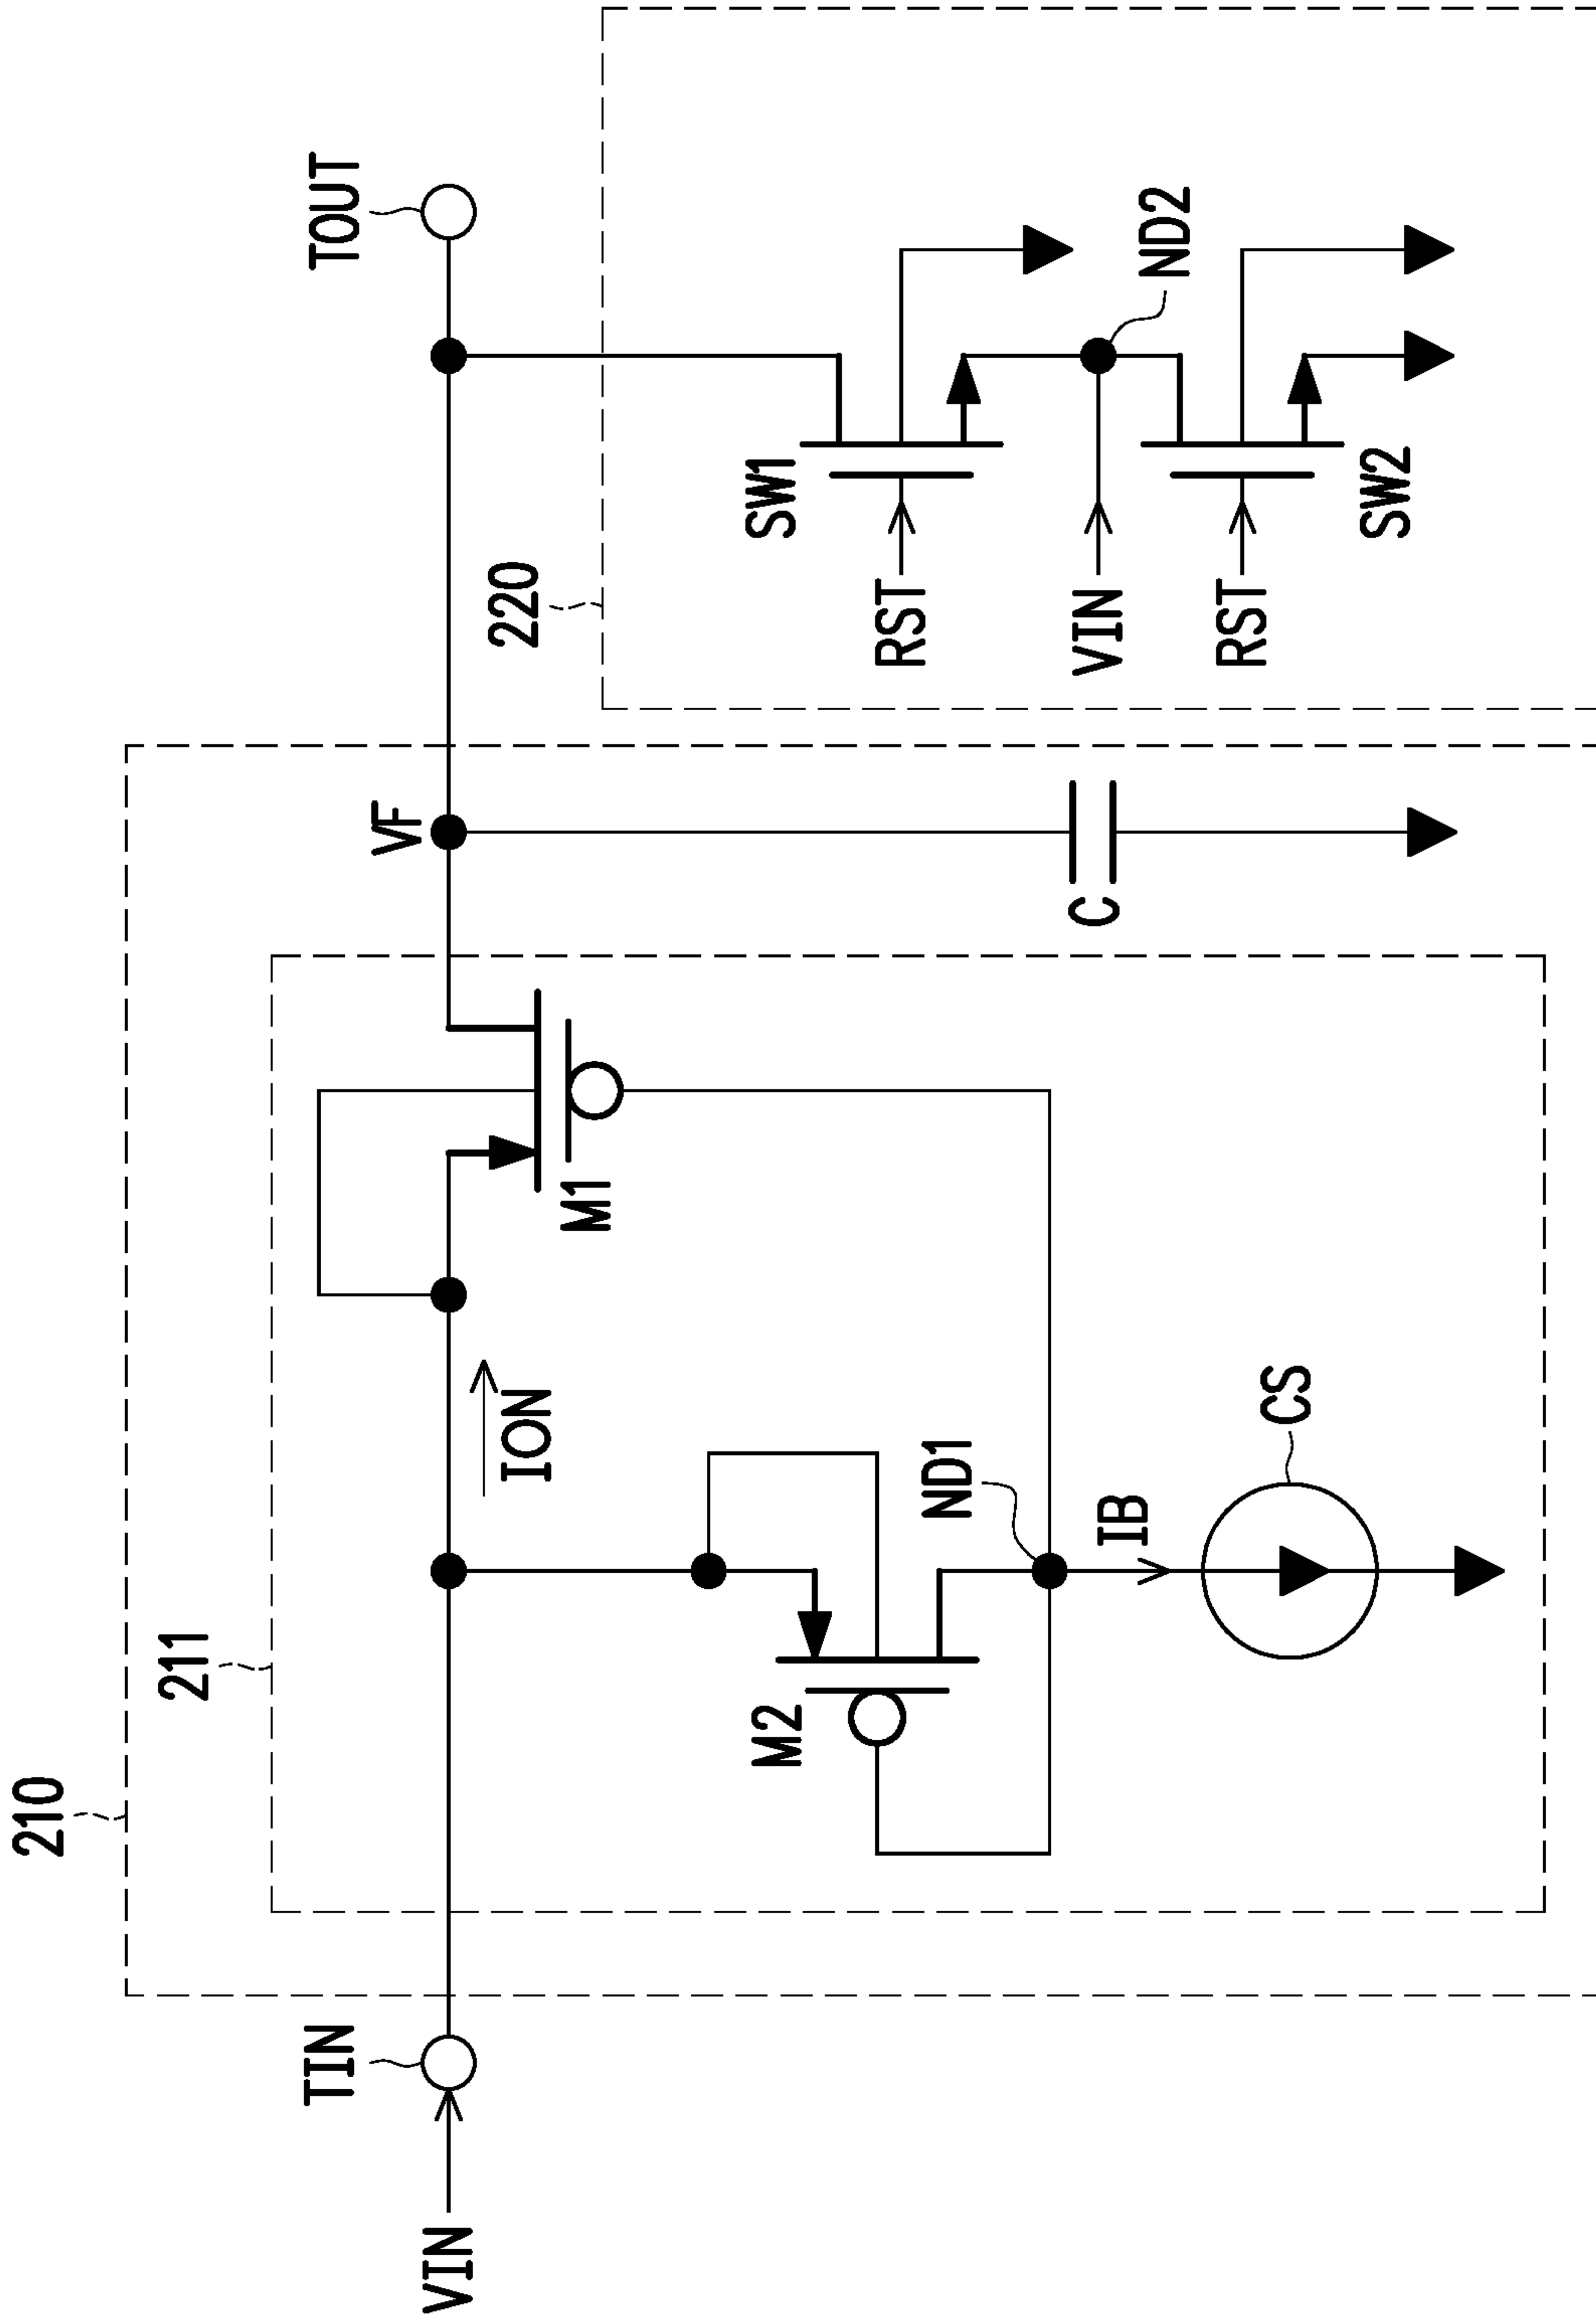 210
211
TIN
VIN
M2
ION
ND1
IB
CS
M1
VF
C
220
TOUT
SW1
RST
VIN
ND2
RST
SW2